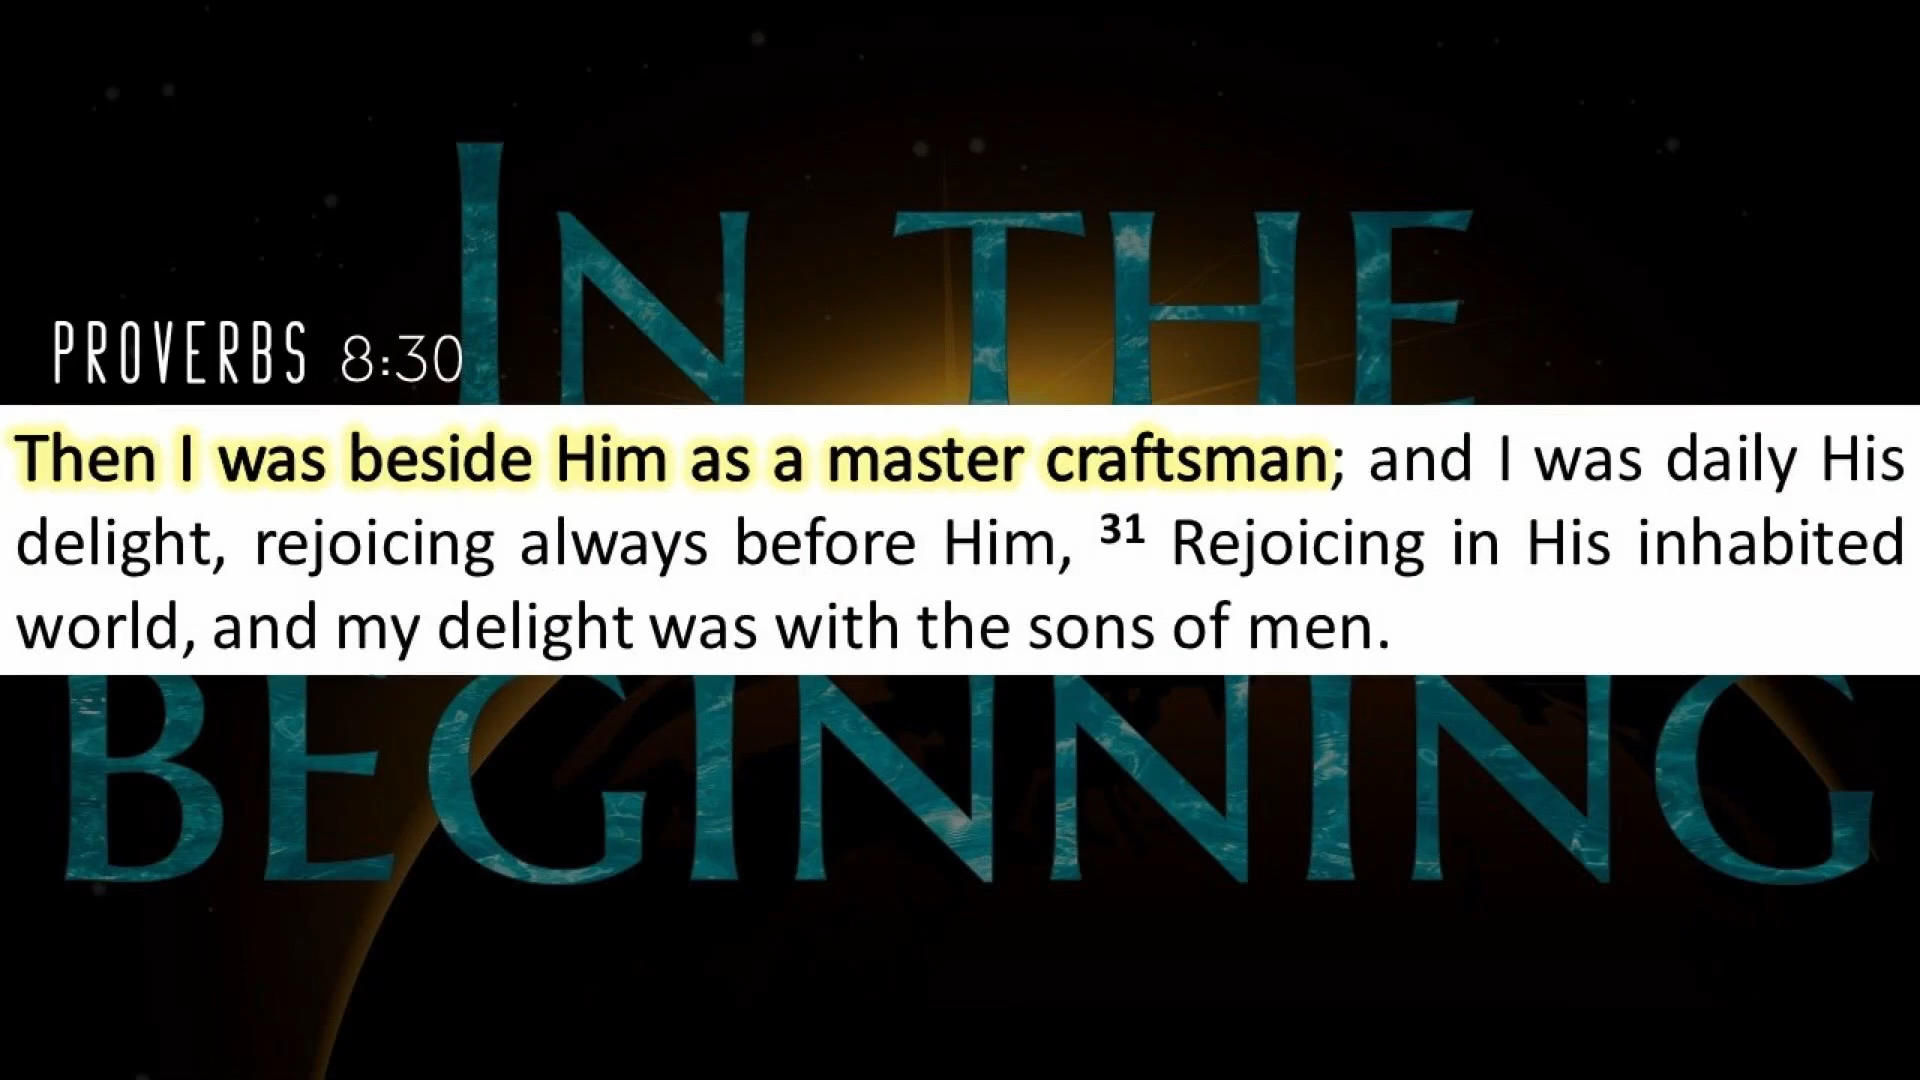 IN THE
PROVERBS 8:30
Then I was beside Him as a master craftsman; and I was daily His
delight, rejoicing always before Him, 31 Rejoicing in His inhabited
world, and my delight was with the sons of men.
BEGINNING